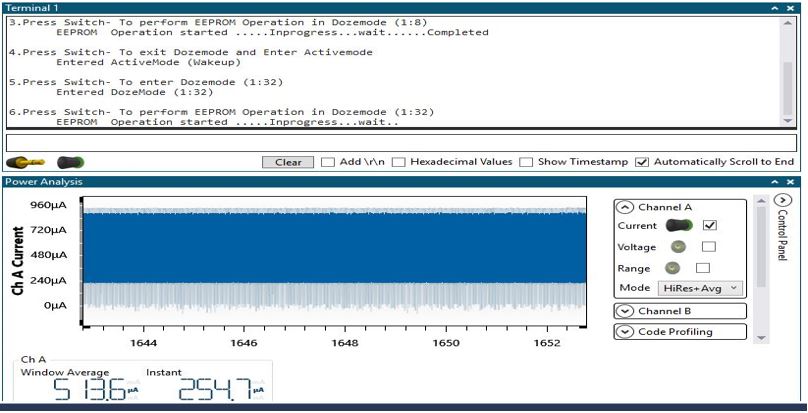 Terminal 1
3.Press Switch- To perform EEPROM Operation in Dozemode (1:8)
EEPROM Operation started .....Inprogress...wait......Completed
4.Press Switch- To exit Dozemode and Enter Activemode
Entered ActiveMode (Wakeup)
5.Press Switch- To enter Dozemode (1:32)
Entered DozeMode (1:32)
6.Press Switch- To perform EEPROM Operation in Dozemode (1:32)
EEPROM Operation started .....Inprogress...wait..
Clear Add \r\n Hexadecimal Values Show Timestamp Automatically Scroll to End
Power Analysis
Ch A Current
960µA
720µA
480µA
240µA
0µA
1644 1646 1648 1650 1652
Channel A
Current
Voltage
Range
Mode HiRes+Avg
Channel B
Code Profiling
Control Panel
Ch A
Window Average Instant
513.6 µA 254.7 µA